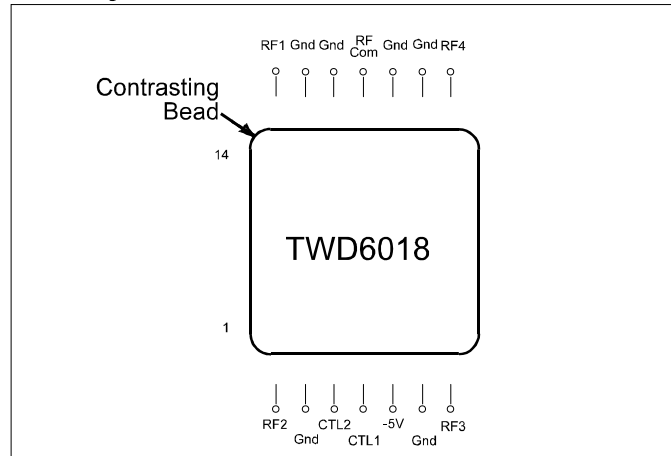 RF1 Gnd Gnd RF Com Gnd Gnd RF4
Contrasting
Bead
14
TWD6018
1
RF2 Gnd CTL2 CTL1 -5V Gnd RF3